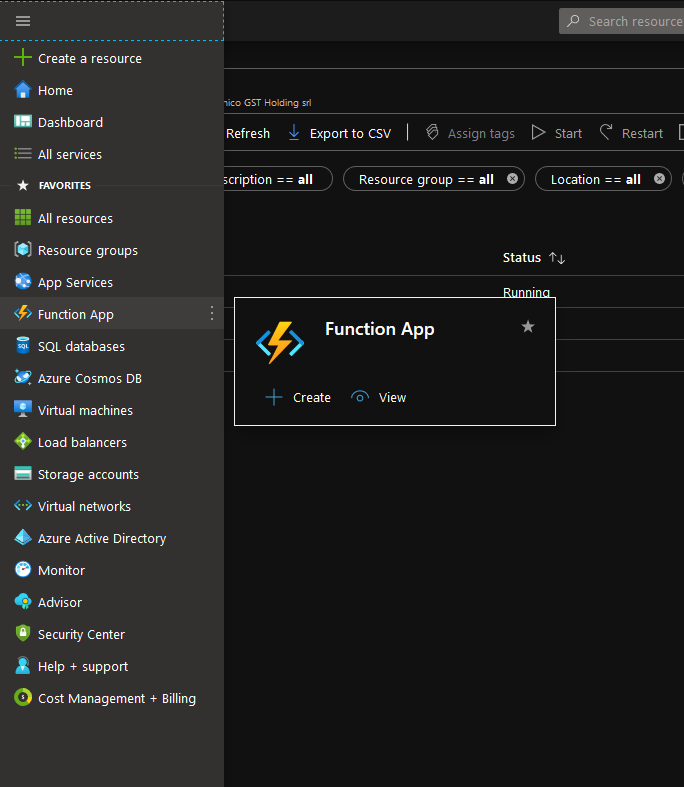 Search resource
Create a resource
Home
Dashboard
All services
FAVORITES
All resources
Resource groups
App Services
Function App
SQL databases
Azure Cosmos DB
Virtual machines
Load balancers
Storage accounts
Virtual networks
Azure Active Directory
Monitor
Advisor
Security Center
Help + support
Cost Management + Billing
nico GST Holding srl
Refresh Export to CSV Assign tags Start Restart
scription == all Resource group == all Location == all
Status
Running
Function App
Create View